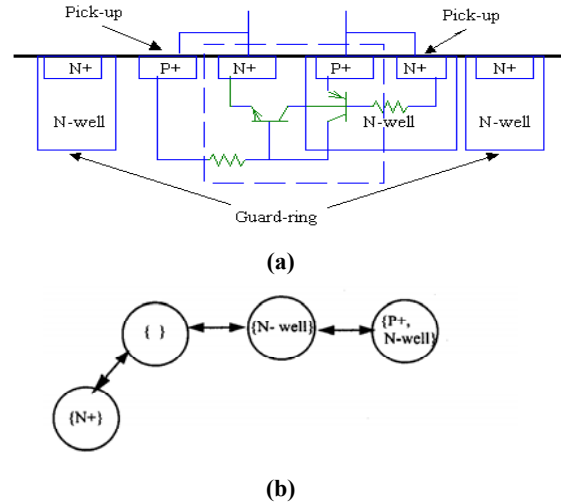 Pick-up
Pick-up
N+ P+ N+ P+ N+ N+
N-well N-well N-well
Guard-ring
(a)
{ } {N- well} {P+, N-well}
{N+}
(b)